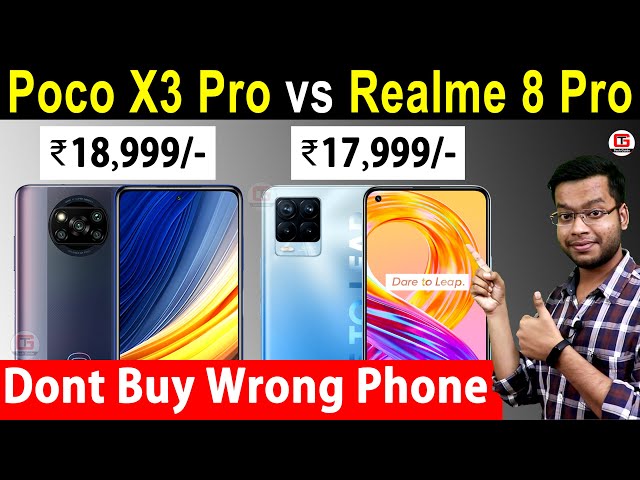 Poco X3 Pro vs Realme 8 Pro
₹18,999/- ₹17,999/-
Dare to Leap.
Dont Buy Wrong Phone